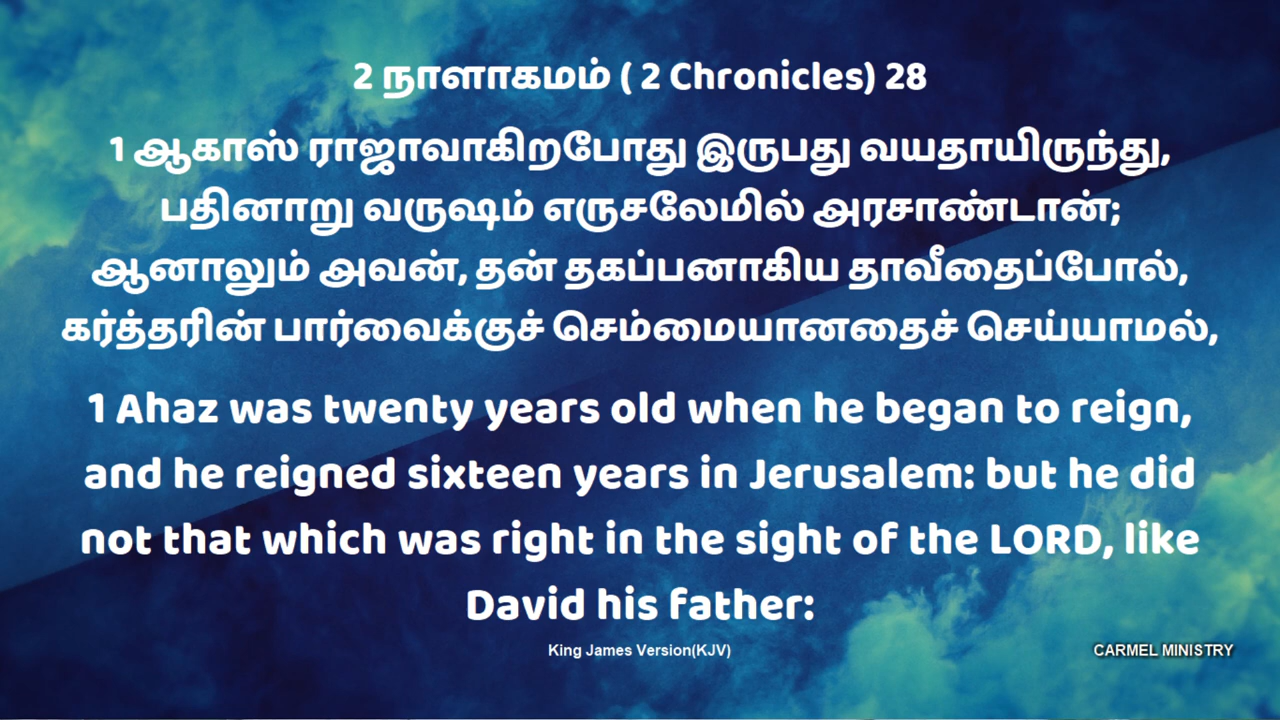 2 நாளாகமம் ( 2 Chronicles) 28
1 ஆகாஸ் ராஜாவாகிறபோது இருபது வயதாயிருந்து,
பதினாறு வருஷம் எருசலேமில் அரசாண்டான்;
ஆனாலும் அவன், தன் தகப்பனாகிய தாவீதைப்போல்,
கர்த்தரின் பார்வைக்குச் செம்மையானதைச் செய்யாமல்,
1 Ahaz was twenty years old when he began to reign,
and he reigned sixteen years in Jerusalem: but he did
not that which was right in the sight of the LORD, like
David his father:
King James Version(KJV)
CARMEL MINISTRY